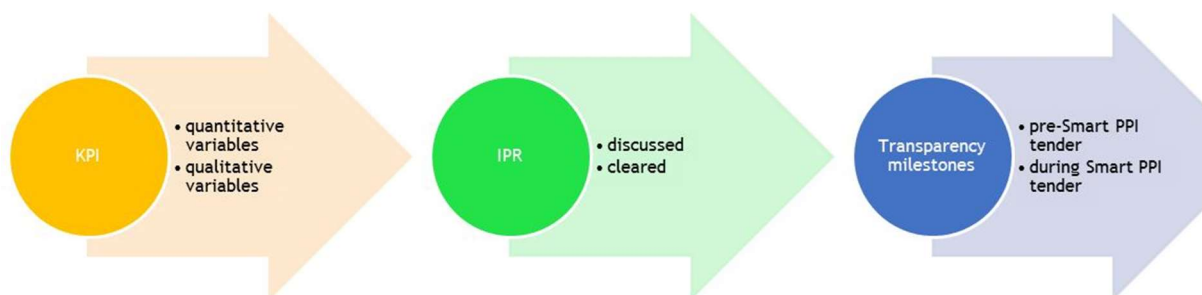 KPI
• quantitative
variables
• qualitative
variables
IPR
• discussed
• cleared
Transparency
milestones
• pre-Smart PPI
tender
• during Smart PPI
tender